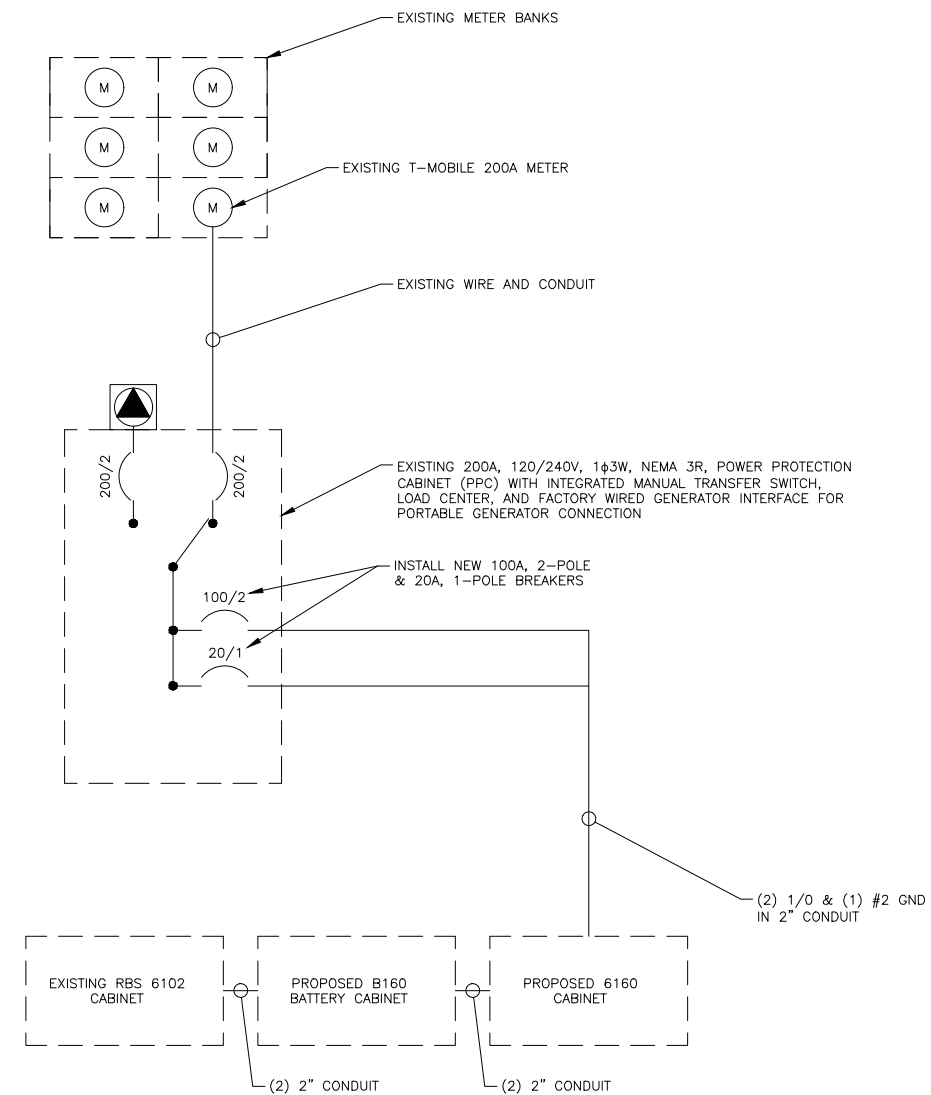 EXISTING METER BANKS
M
M
M
M
EXISTING T-MOBILE 200A METER
M
M
EXISTING WIRE AND CONDUIT
200/2
200/2
EXISTING 200A, 120/240V, 1ϕ3W, NEMA 3R, POWER PROTECTION
CABINET (PPC) WITH INTEGRATED MANUAL TRANSFER SWITCH,
LOAD CENTER, AND FACTORY WIRED GENERATOR INTERFACE FOR
PORTABLE GENERATOR CONNECTION
INSTALL NEW 100A, 2-POLE
& 20A, 1-POLE BREAKERS
100/2
20/1
(2) 1/0 & (1) #2 GND
IN 2" CONDUIT
EXISTING RBS 6102
CABINET
PROPOSED B160
BATTERY CABINET
PROPOSED 6160
CABINET
(2) 2" CONDUIT
(2) 2" CONDUIT